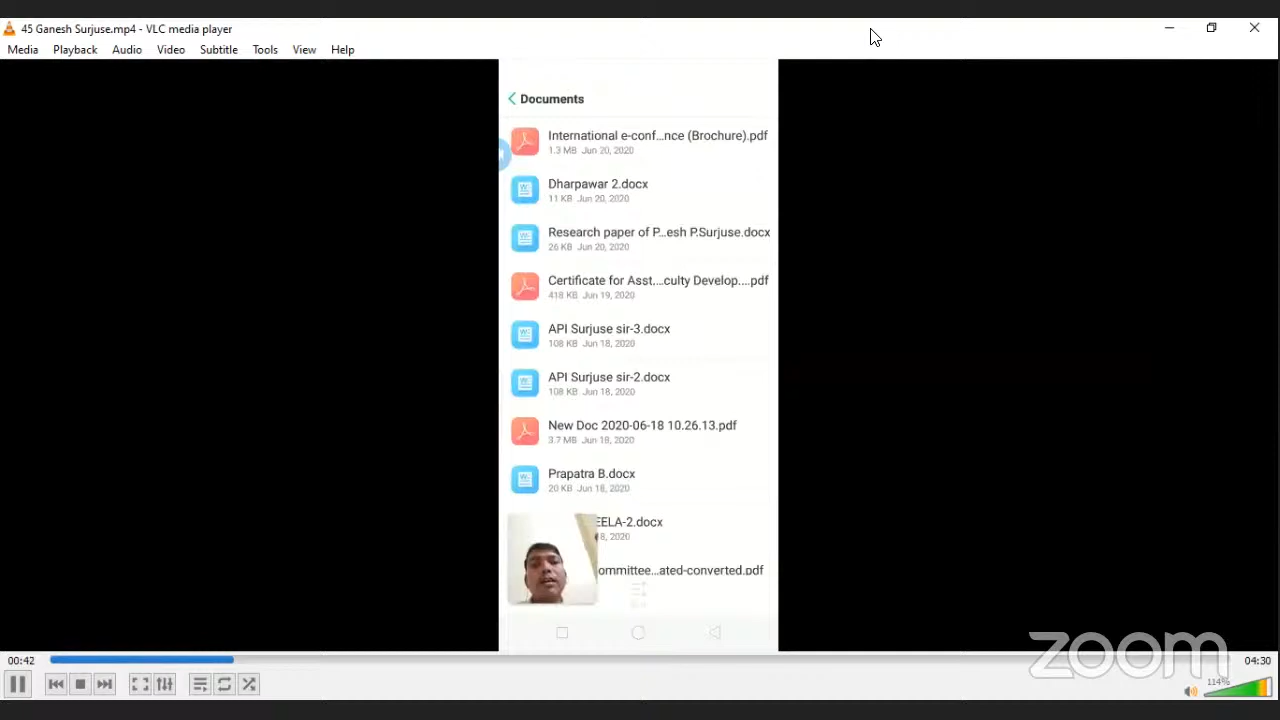 45 Ganesh Surjuse.mp4 - VLC media player
Media Playback Audio Video Subtitle Tools View Help
Documents
International e-conf...nce (Brochure).pdf
1.3 MB Jun 20, 2020
Dharpawar 2.docx
11 KB Jun 20, 2020
Research paper of P...esh P.Surjuse.docx
26 KB Jun 20, 2020
Certificate for Asst,...culty Develop....pdf
418 KB Jun 19, 2020
API Surjuse sir-3.docx
108 KB Jun 18, 2020
API Surjuse sir-2.docx
108 KB Jun 18, 2020
New Doc 2020-06-18 10.26.13.pdf
3.7 MB Jun 18, 2020
Prapatra B.docx
20 KB Jun 18, 2020
EELA-2.docx
8, 2020
ommittee...ated-converted.pdf
zoom
00:42
04:30
114%